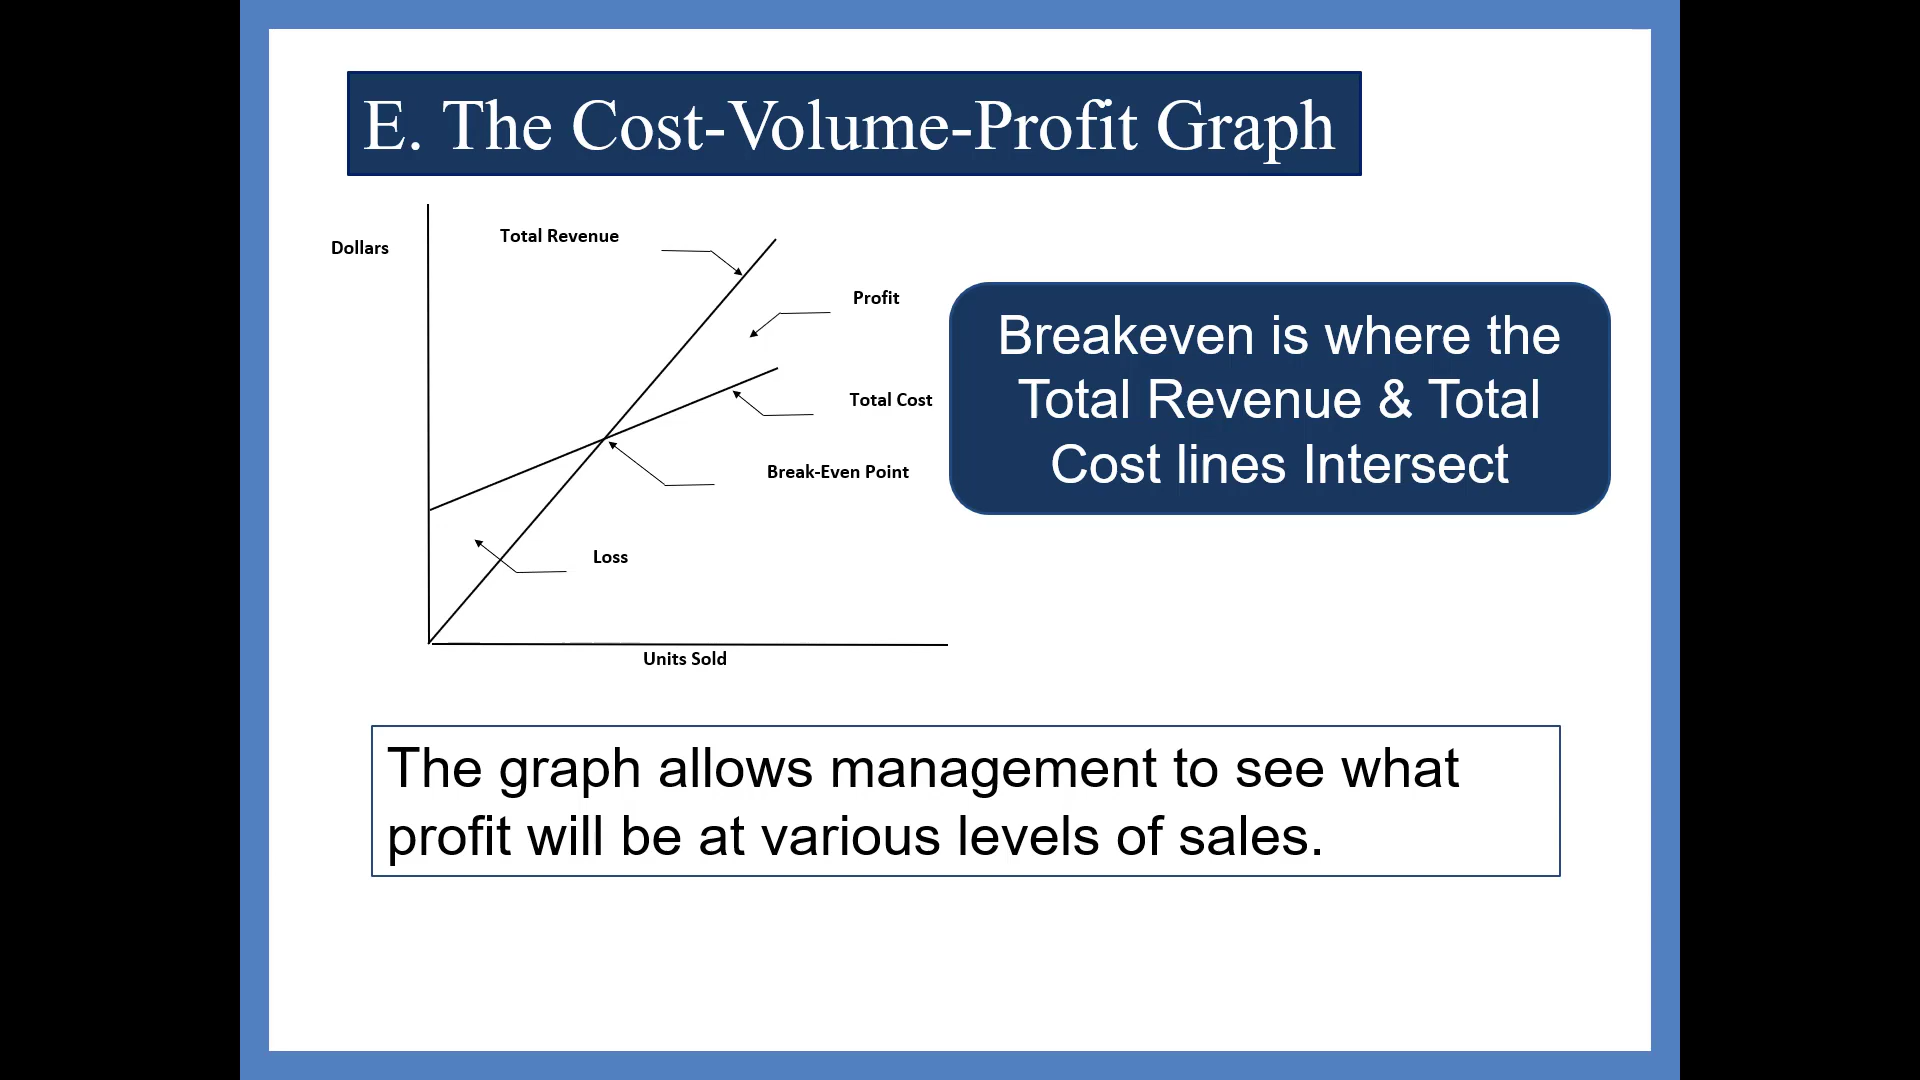 E. The Cost-Volume-Profit Graph
Dollars
Total Revenue
Profit
Total Cost
Break-Even Point
Loss
Units Sold
Breakeven is where the
Total Revenue & Total
Cost lines Intersect
The graph allows management to see what
profit will be at various levels of sales.